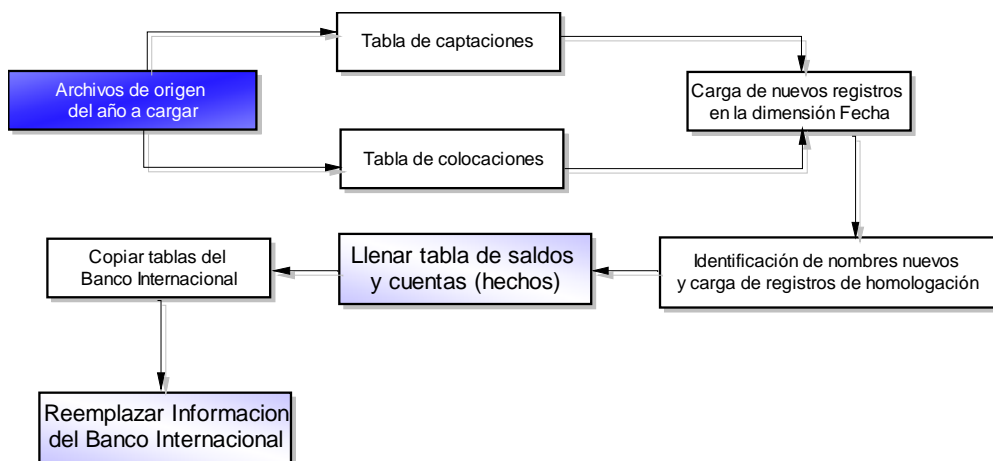 Tabla de captaciones
Archivos de origen
del año a cargar
Carga de nuevos registros
en la dimensión Fecha
Tabla de colocaciones
Copiar tablas del
Banco Internacional
Llenar tabla de saldos
y cuentas (hechos)
Identificación de nombres nuevos
y carga de registros de homologación
Reemplazar Informacion
del Banco Internacional